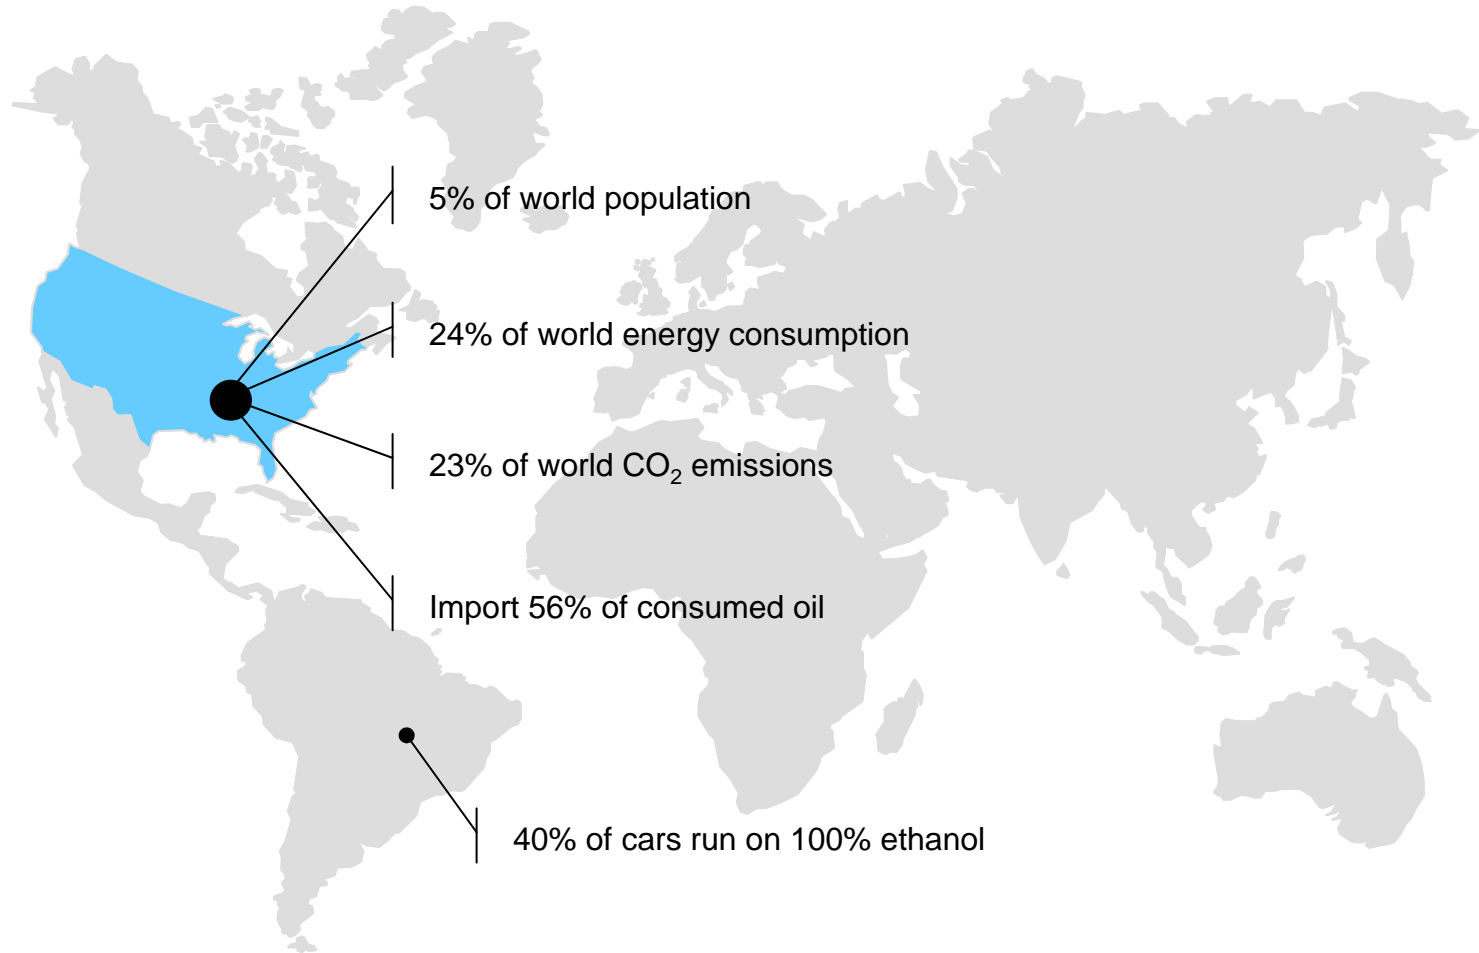 5% of world population
24% of world energy consumption
23% of world CO₂ emissions
Import 56% of consumed oil
40% of cars run on 100% ethanol